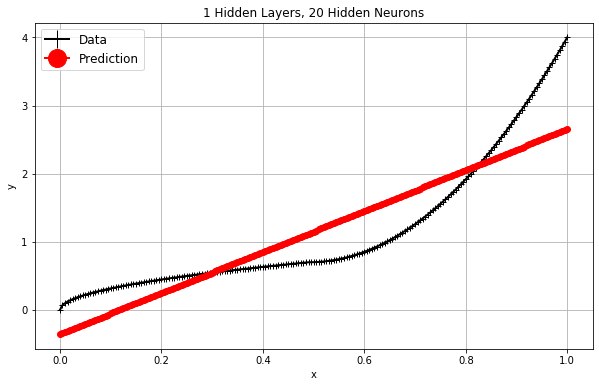 1 Hidden Layers, 20 Hidden Neurons
Data
Prediction
4
3
2
1
0
y
0.0 0.2 0.4 0.6 0.8 1.0
x